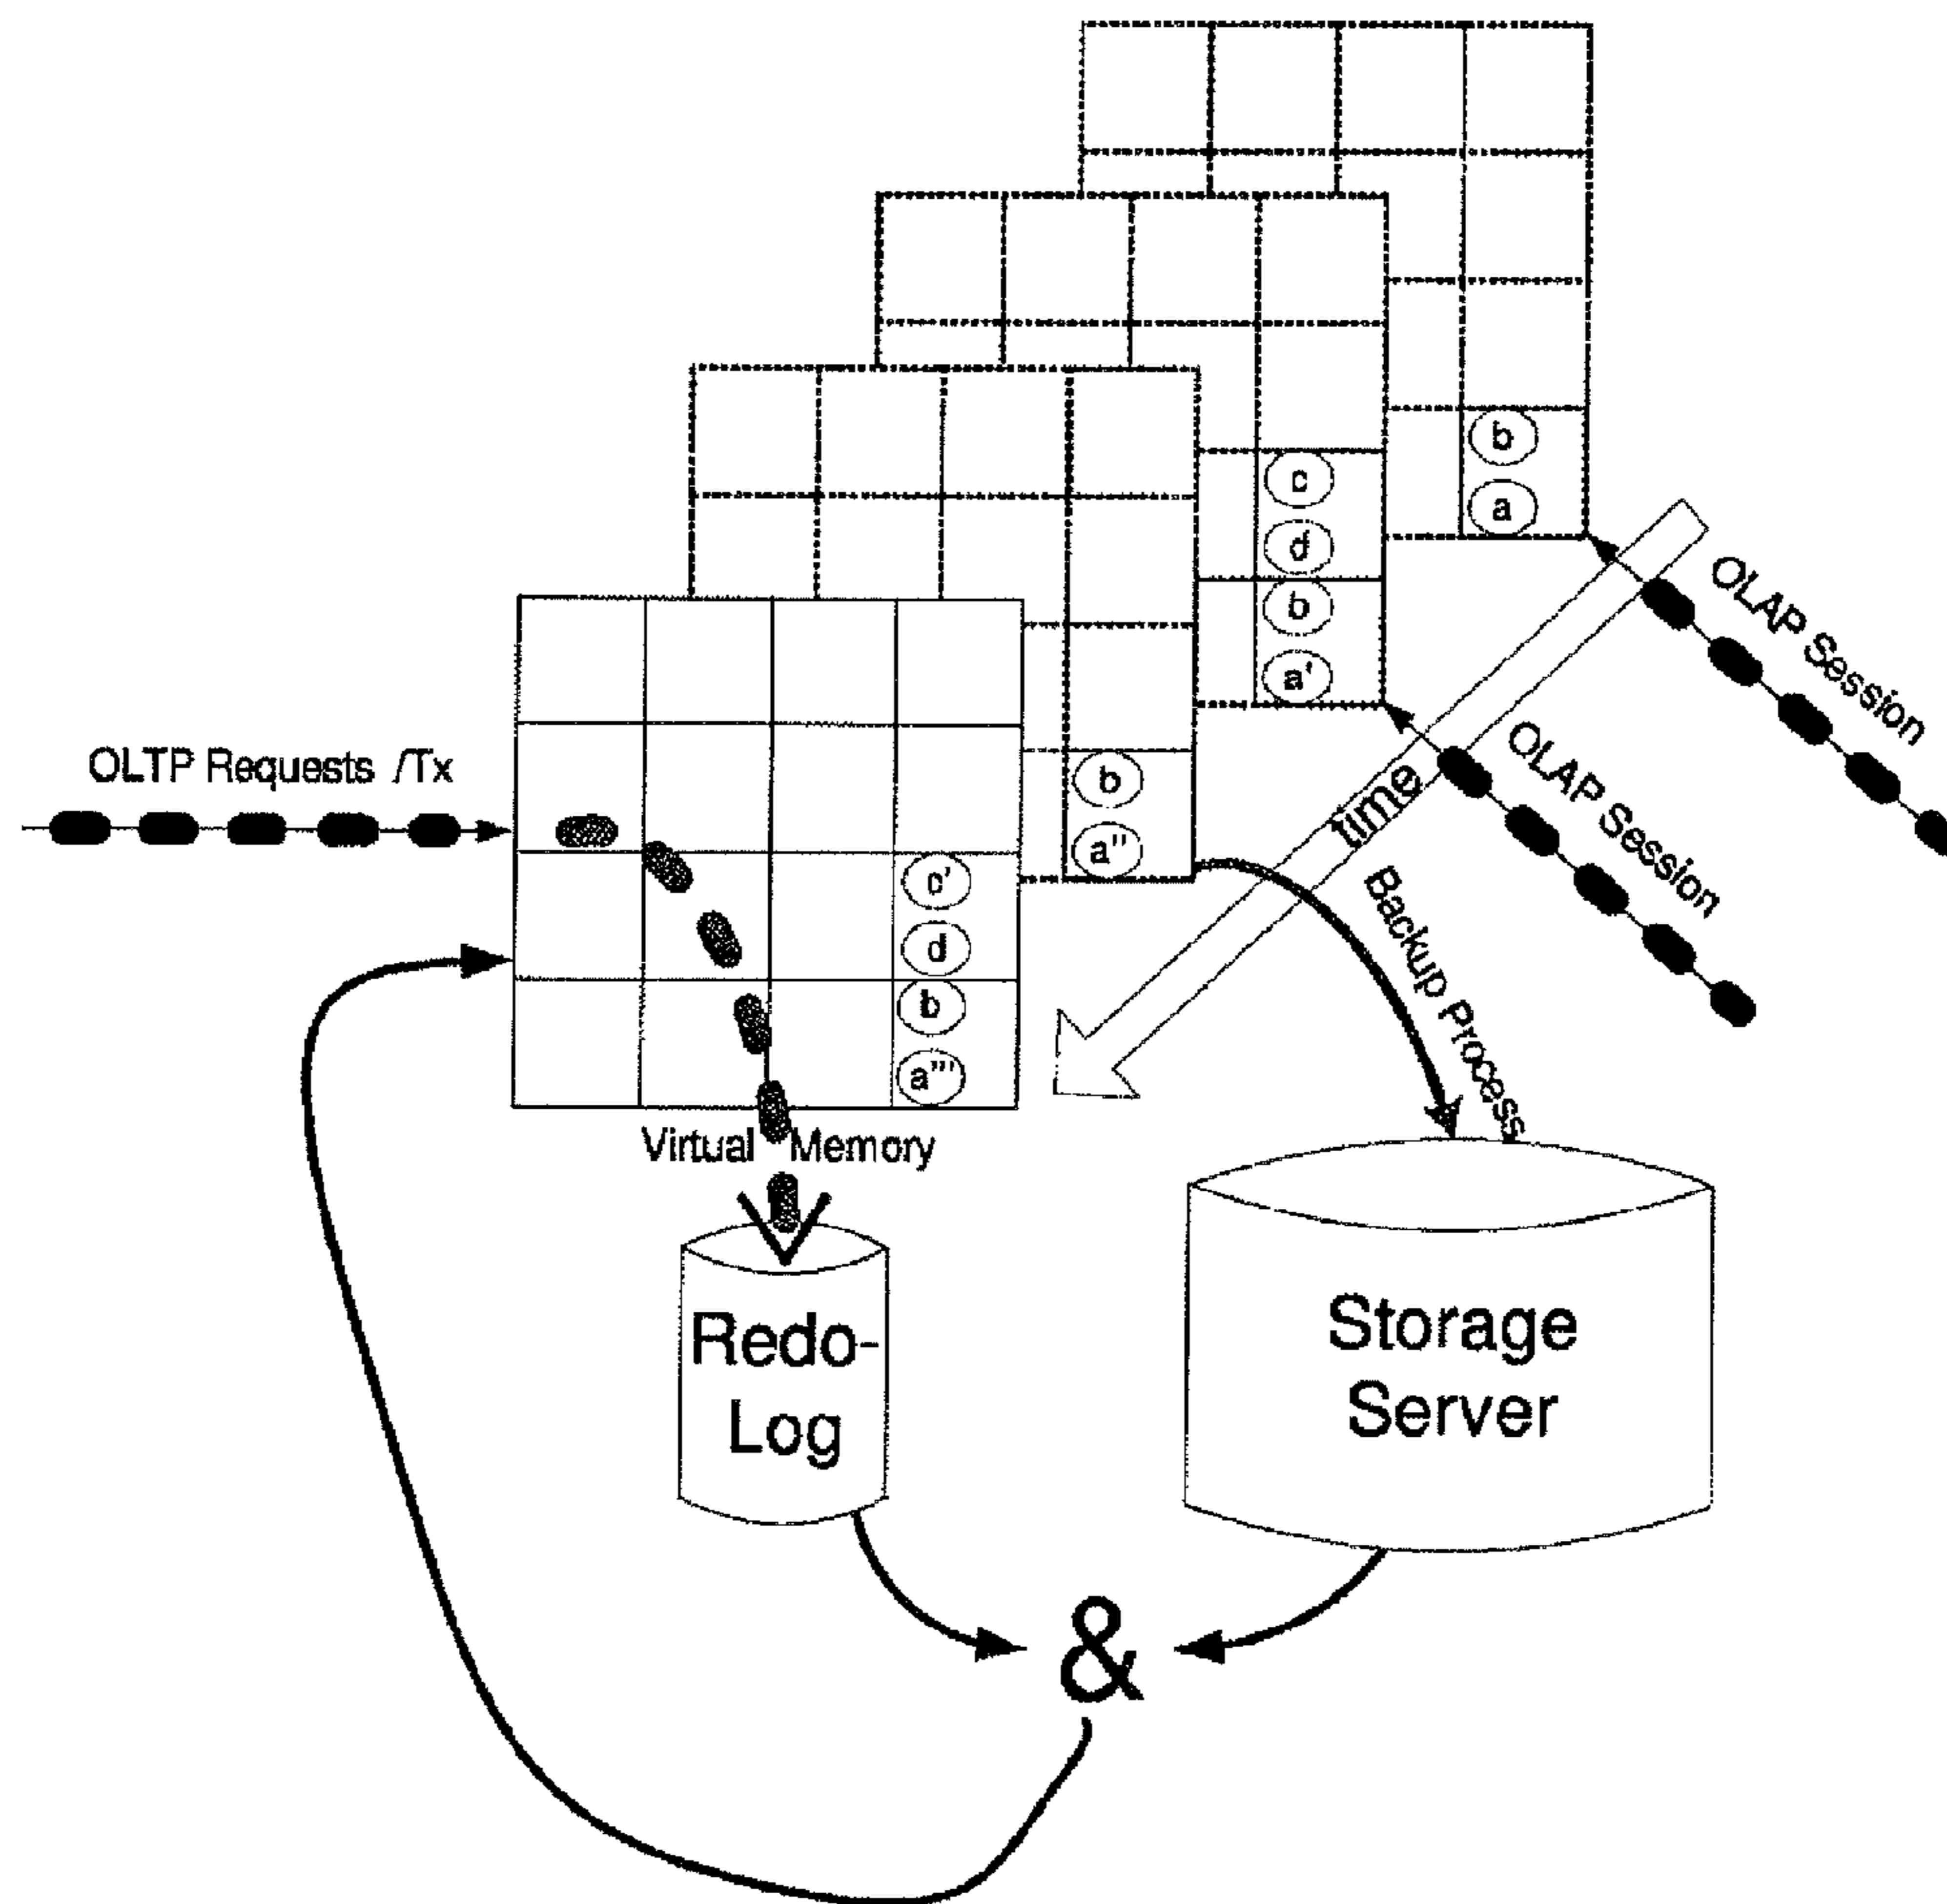 b
a
c
d
b
a'
b
a''
c'
d
b
a'''
OLTP Requests /Tx
OLAP Session
OLAP Session
time
Backup Process
Virtual Memory
Redo-
Log
Storage
Server
&